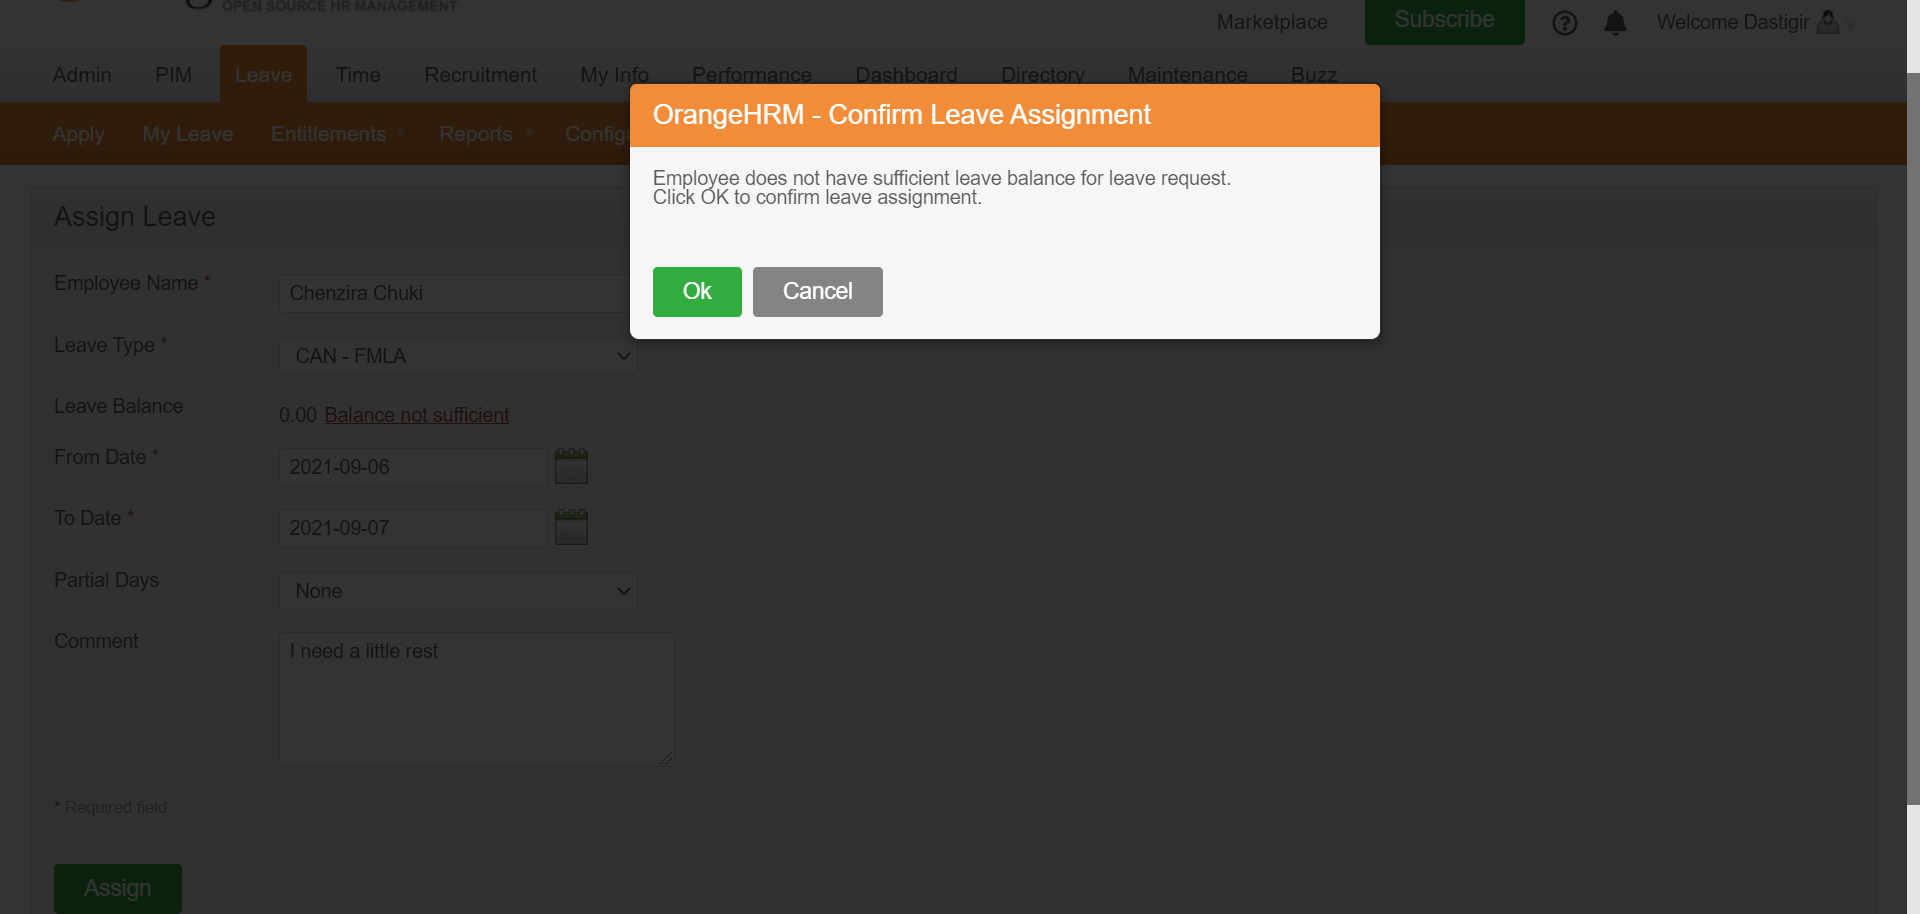 OPEN SOURCE HR MANAGEMENT
Marketplace
Subscribe
Welcome Dastigir
Admin PIM Leave Time Recruitment My Info Performance Dashboard Directory Maintenance Buzz
Apply My Leave Entitlements Reports
OrangeHRM - Confirm Leave Assignment
Employee does not have sufficient leave balance for leave request.
Click OK to confirm leave assignment.
Ok Cancel
Assign Leave
Employee Name * Chenzira Chuki
Leave Type * CAN - FMLA
Leave Balance 0.00 Balance not sufficient
From Date * 2021-09-06
To Date * 2021-09-07
Partial Days None
Comment I need a little rest
* Required field
Assign